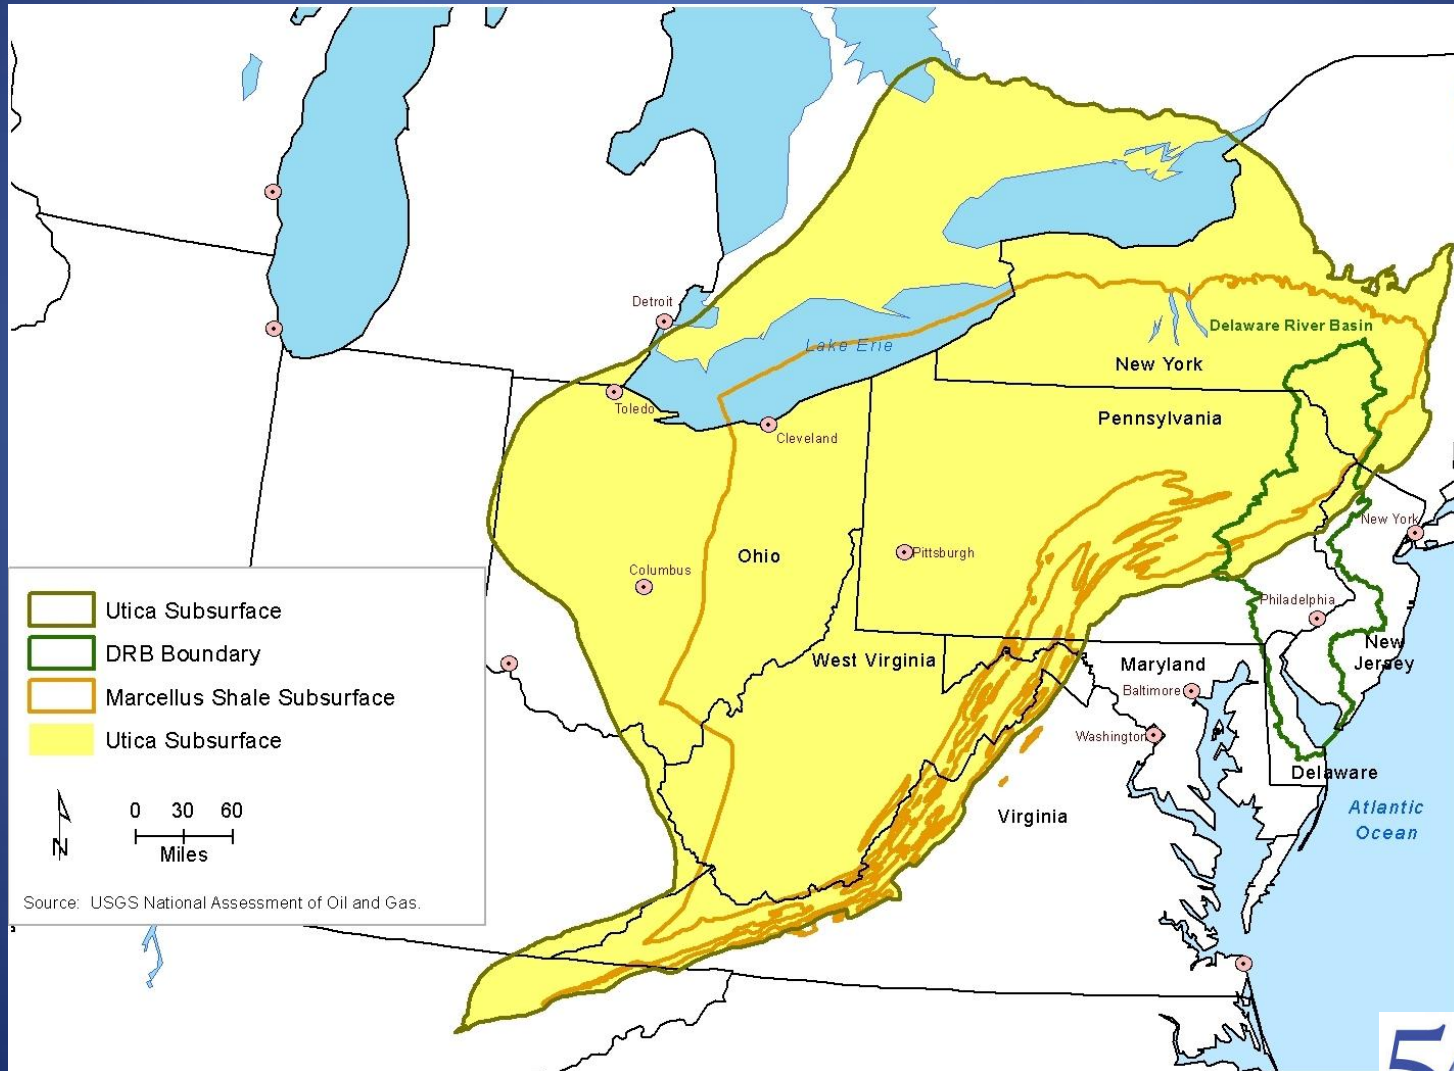 Detroit
Lake Erie
Delaware River Basin
New York
Toledo
Pennsylvania
Cleveland
New York
Ohio
Pittsburgh
Columbus
Philadelphia
New
Jersey
West Virginia
Maryland
Baltimore
Washington
Delaware
Virginia
Atlantic
Ocean
Utica Subsurface
DRB Boundary
Marcellus Shale Subsurface
Utica Subsurface
0 30 60
Miles
N
Source: USGS National Assessment of Oil and Gas.